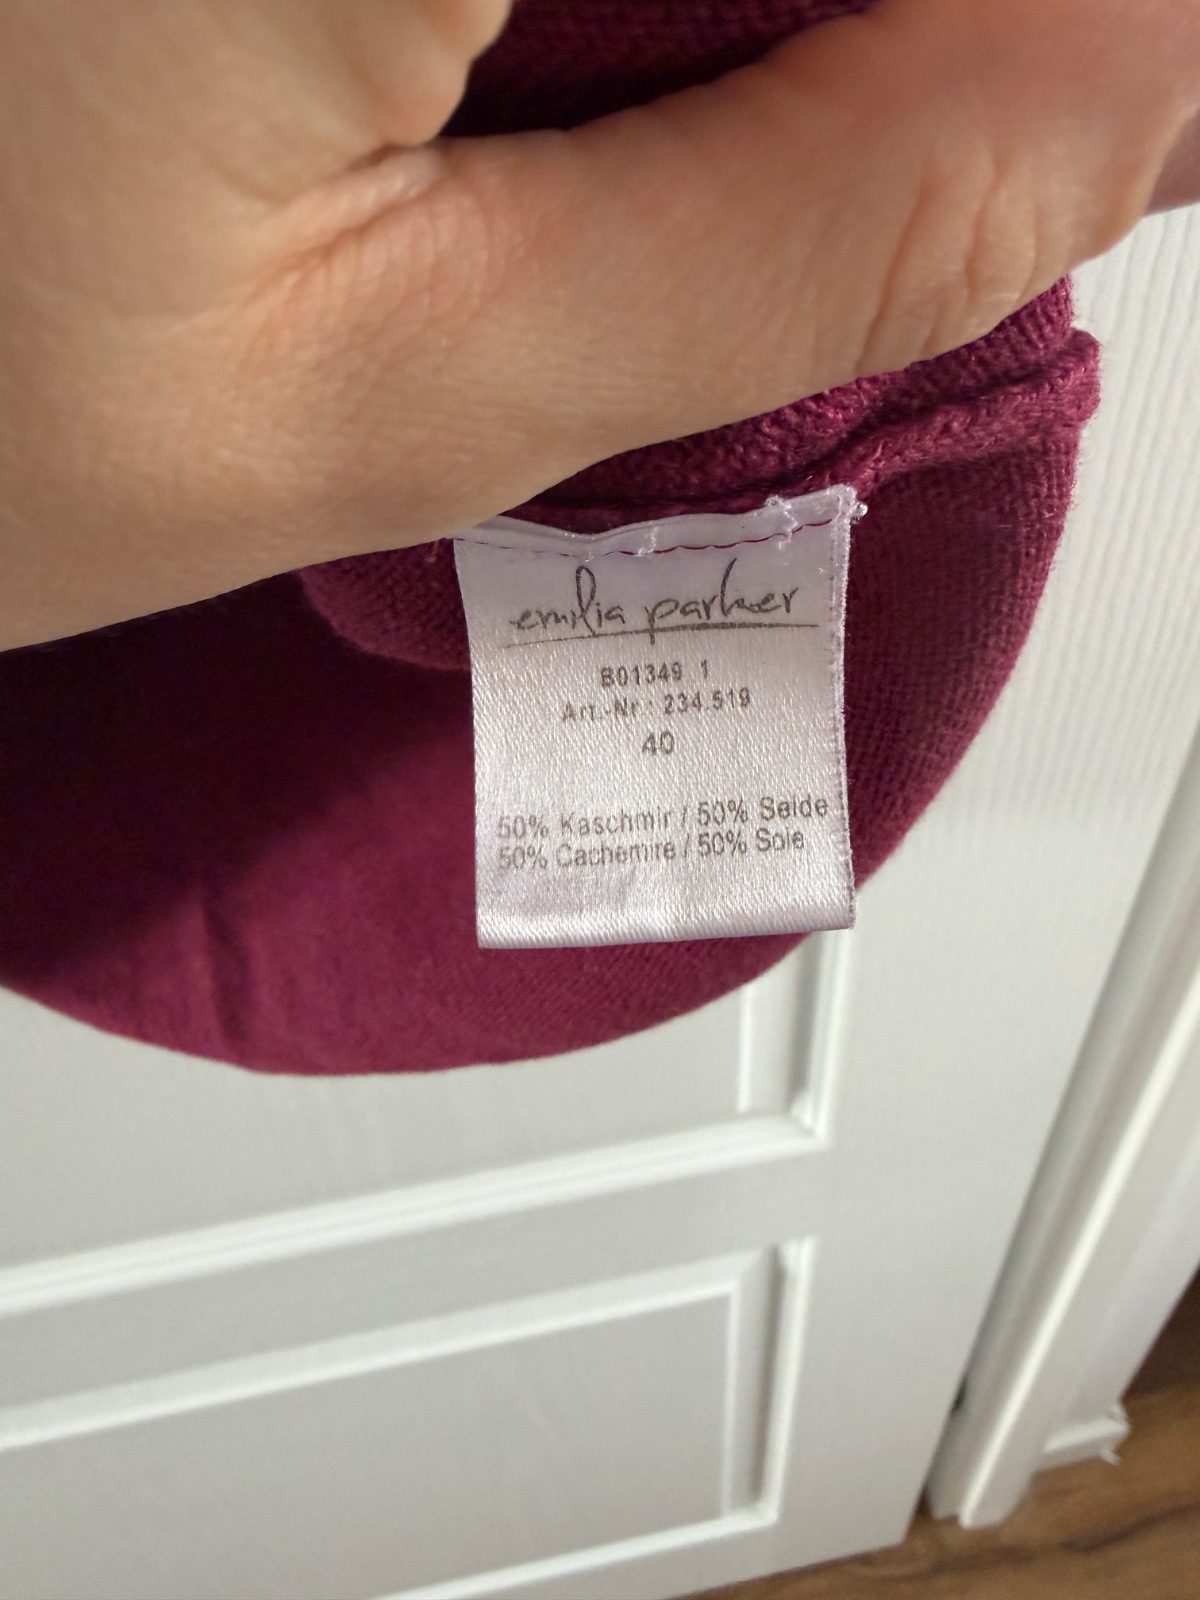 emilia parker
B01349 1
Art.-Nr.: 234.519
40
50% Kaschmir / 50% Seide
50% Cachemire / 50% Soie